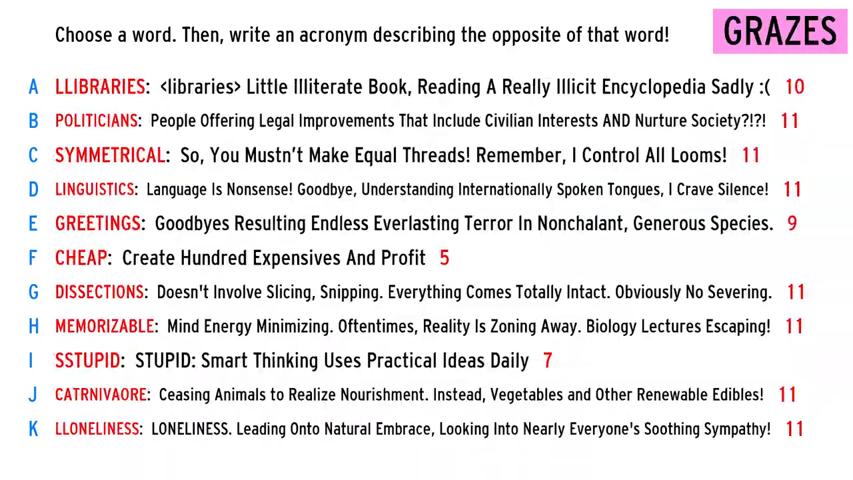 Choose a word. Then, write an acronym describing the opposite of that word!
GRAZES
A LLIBRARIES: <libraries> Little Illiterate Book, Reading A Really Illicit Encyclopedia Sadly :( 10
B POLITICIANS: People Offering Legal Improvements That Include Civilian Interests AND Nurture Society?!?! 11
C SYMMETRICAL: So, You Mustn't Make Equal Threads! Remember, I Control All Looms! 11
D LINGUISTICS: Language Is Nonsense! Goodbye, Understanding Internationally Spoken Tongues, I Crave Silence! 11
E GREETINGS: Goodbyes Resulting Endless Everlasting Terror In Nonchalant, Generous Species. 9
F CHEAP: Create Hundred Expensives And Profit 5
G DISSECTIONS: Doesn't Involve Slicing, Snipping. Everything Comes Totally Intact. Obviously No Severing. 11
H MEMORIZABLE: Mind Energy Minimizing. Oftentimes, Reality Is Zoning Away. Biology Lectures Escaping! 11
I SSTUPID: STUPID: Smart Thinking Uses Practical Ideas Daily 7
J CATRNIVAORE: Ceasing Animals to Realize Nourishment. Instead, Vegetables and Other Renewable Edibles! 11
K LLONELINESS: LONELINESS. Leading Onto Natural Embrace, Looking Into Nearly Everyone's Soothing Sympathy! 11